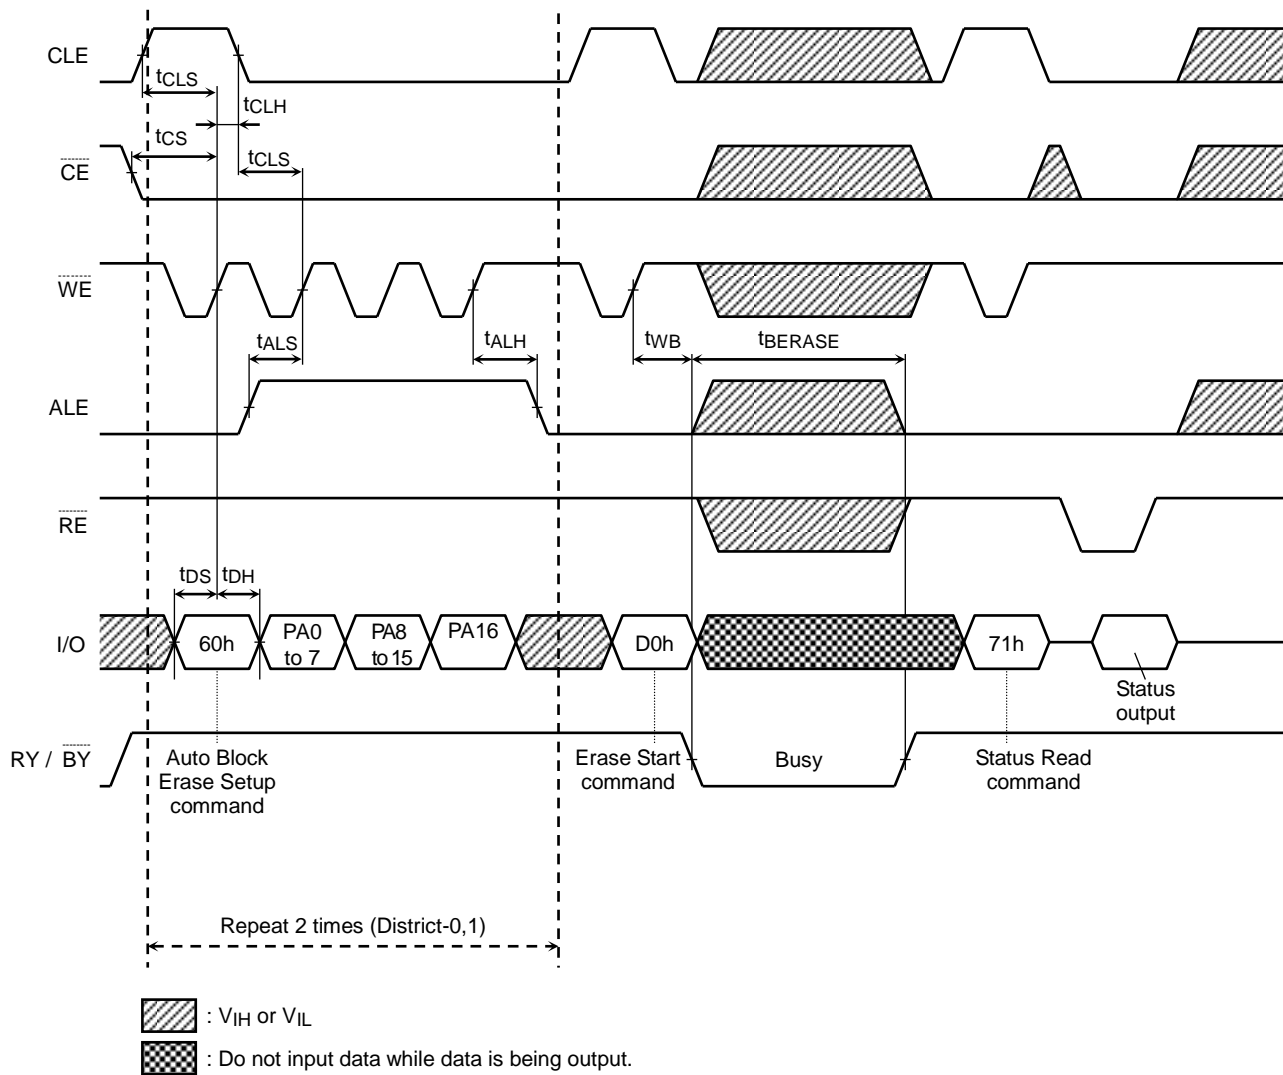 CLE
tCLS
tCLH
tCS
CE
tCLS
WE
tALS
tALH
tWB
tBERASE
ALE
RE
tDS
tDH
I/O
60h
PA0
to 7
PA8
to 15
PA16
D0h
71h
Status
output
RY / BY
Auto Block
Erase Setup
command
Erase Start
command
Busy
Status Read
command
Repeat 2 times (District-0,1)
: VIH or VIL
: Do not input data while data is being output.